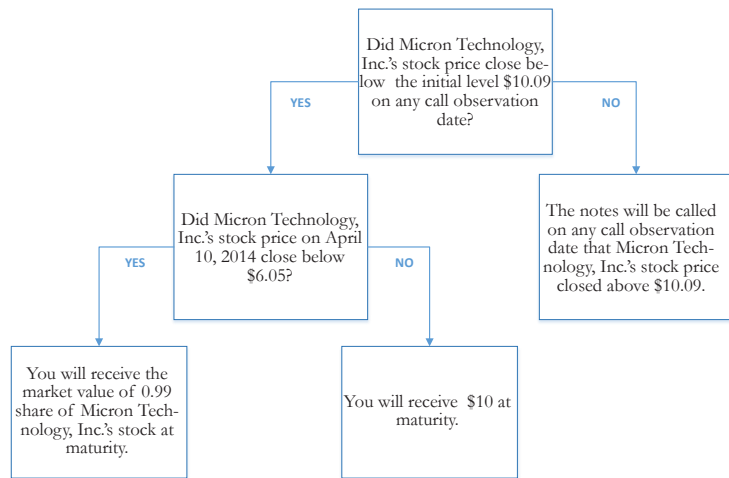 Did Micron Technology,
Inc.'s stock price close be-
low the initial level $10.09
on any call observation
date?
YES
NO
Did Micron Technology,
Inc.'s stock price on April
10, 2014 close below
$6.05?
The notes will be called
on any call observation
date that Micron Tech-
nology, Inc.'s stock price
closed above $10.09.
YES
NO
You will receive the
market value of 0.99
share of Micron Tech-
nology, Inc.'s stock at
maturity.
You will receive $10 at
maturity.